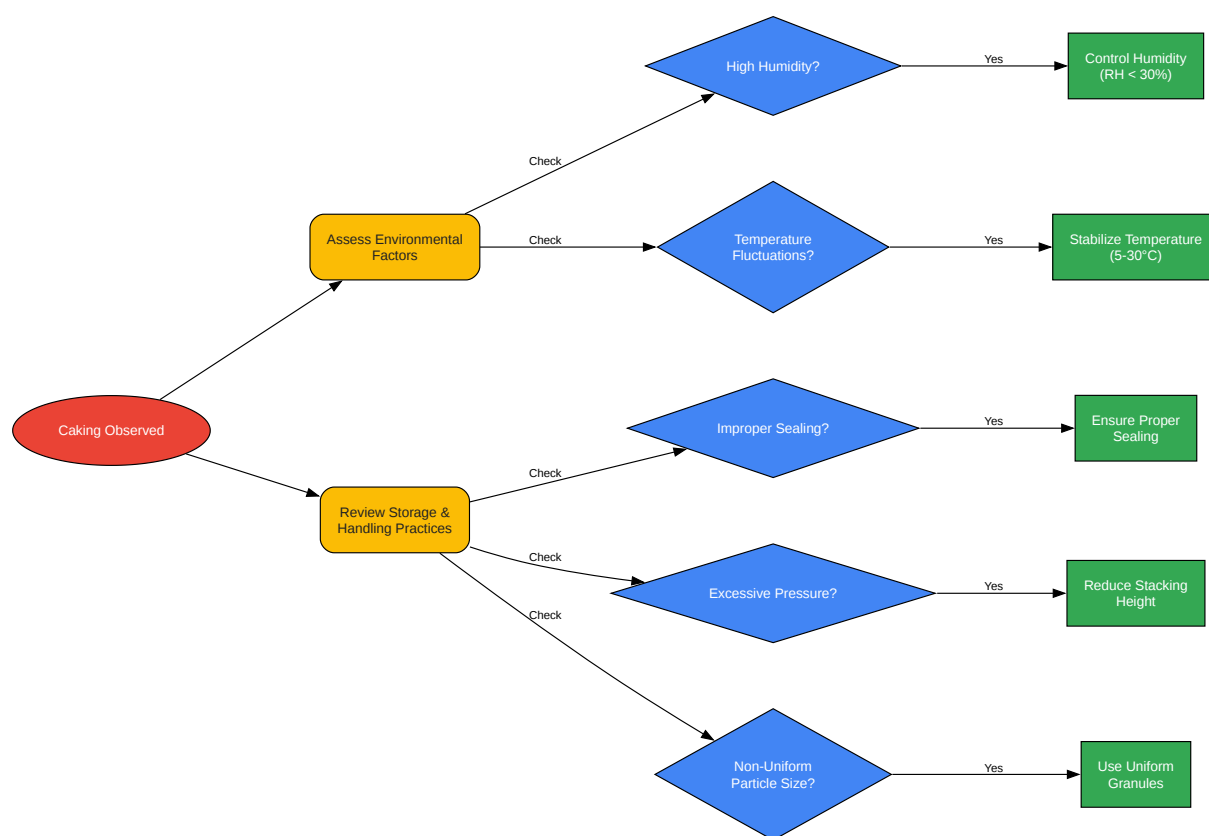 High Humidity?
Yes
Control Humidity
(RH < 30%)
Check
Assess Environmental
Factors
Check
Temperature
Fluctuations?
Yes
Stabilize Temperature
(5-30°C)
Caking Observed
Improper Sealing?
Yes
Ensure Proper
Sealing
Check
Review Storage &
Handling Practices
Check
Excessive Pressure?
Yes
Reduce Stacking
Height
Check
Non-Uniform
Particle Size?
Yes
Use Uniform
Granules